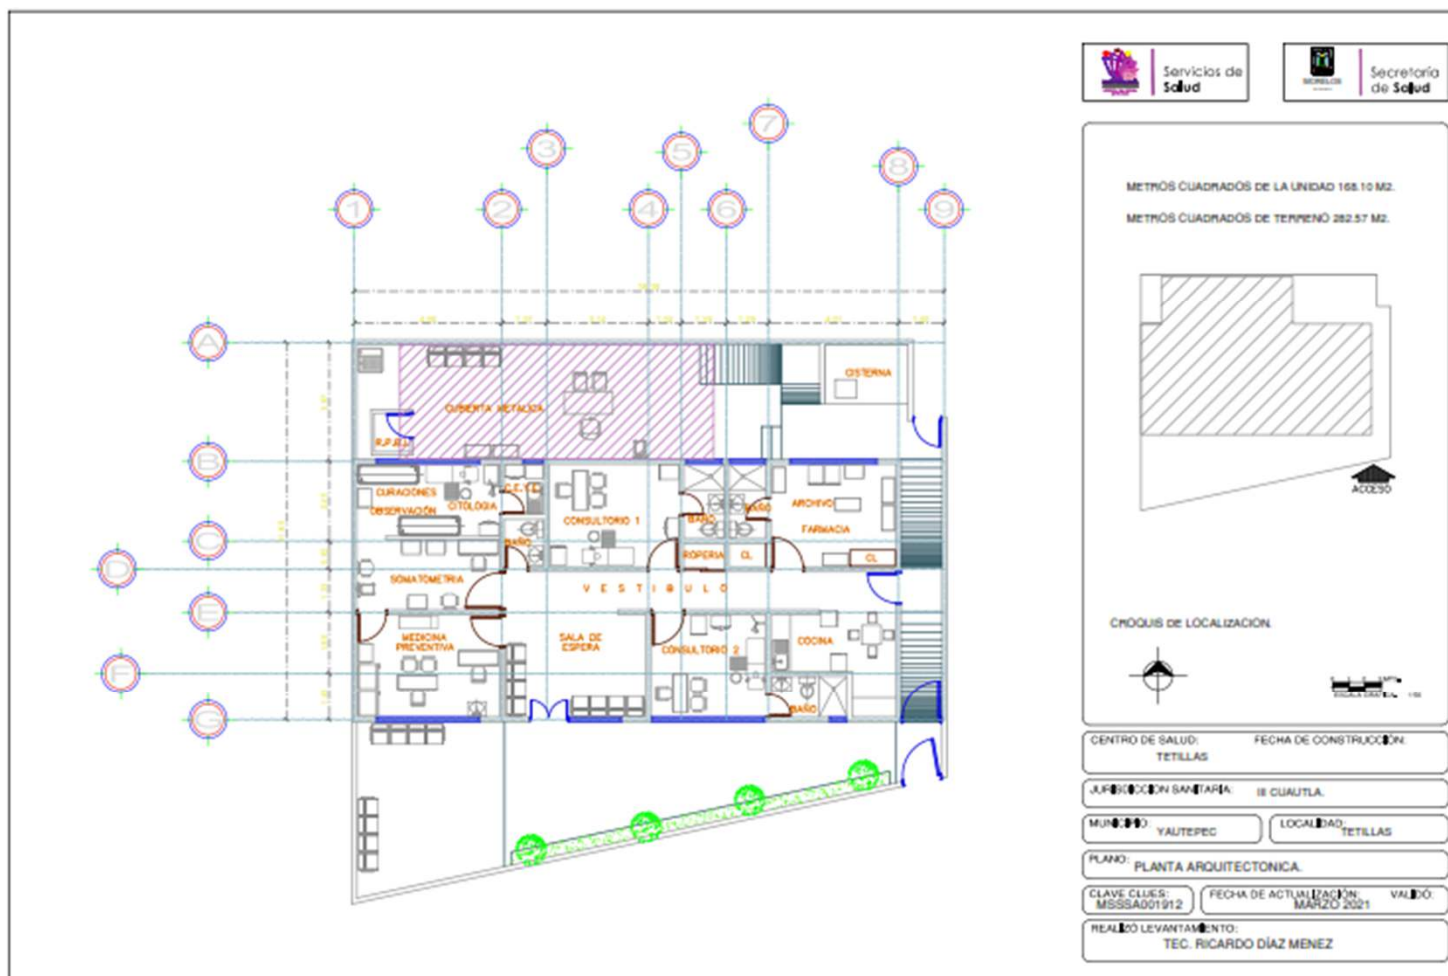 Servicios de
Salud
MORELOS
Secretaría
de Salud
METROS CUADRADOS DE LA UNIDAD 168.10 M2.
METROS CUADRADOS DE TERRENO 282.57 M2.
ACCESO
CROQUIS DE LOCALIZACION.
CENTRO DE SALUD:
TETILLAS
FECHA DE CONSTRUCCIÓN:
JURISDICCION SANITARIA: III CUAUTLA.
MUNICIPIO: YAUTEPEC
LOCALIDAD: TETILLAS
PLANO: PLANTA ARQUITECTONICA.
CLAVE CLUES:
MSSSA001912
FECHA DE ACTUALIZACIÓN:
MARZO 2021
VALIDÓ:
REALIZÓ LEVANTAMIENTO:
TEC. RICARDO DÍAZ MENEZ
1
2
3
4
5
6
7
8
9
A
B
C
D
E
F
G
CISTERNA
CUBIERTA METALICA
R.P.B.I.
CURACIONES
OBSERVACIÓN
CITOLOGIA
C.E.Y.E.
BAÑO
CONSULTORIO 1
BAÑO
BAÑO
ARCHIVO
FARMACIA
ROPERIA
CL
CL
SOMATOMETRIA
VESTIBULO
MEDICINA
PREVENTIVA
SALA DE
ESPERA
CONSULTORIO 2
COCINA
BAÑO